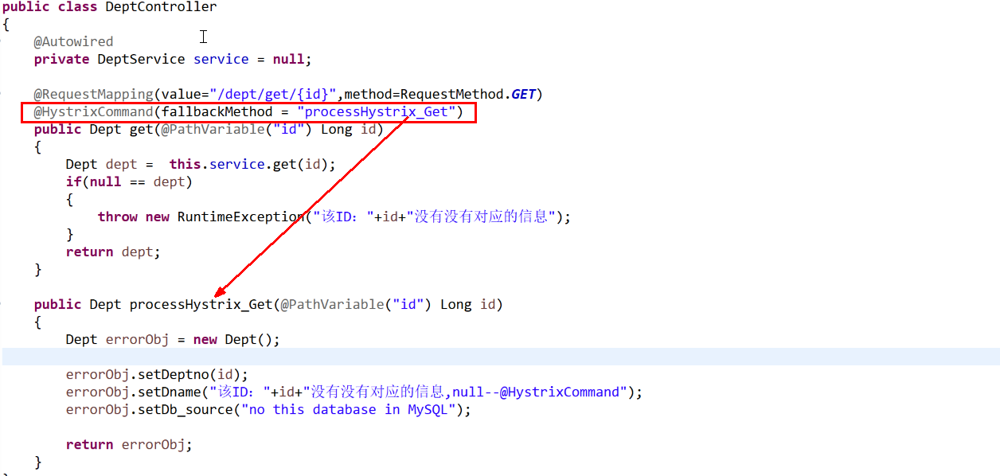 public class DeptController
{
    @Autowired
    private DeptService service = null;

    @RequestMapping(value="/dept/get/{id}",method=RequestMethod.GET)
    @HystrixCommand(fallbackMethod = "processHystrix_Get")
    public Dept get(@PathVariable("id") Long id)
    {
        Dept dept =  this.service.get(id);
        if(null == dept)
        {
            throw new RuntimeException("该ID："+id+"没有没有对应的信息");
        }
        return dept;
    }

    public Dept processHystrix_Get(@PathVariable("id") Long id)
    {
        Dept errorObj = new Dept();

        errorObj.setDeptno(id);
        errorObj.setDname("该ID："+id+"没有没有对应的信息,null--@HystrixCommand");
        errorObj.setDb_source("no this database in MySQL");

        return errorObj;
    }